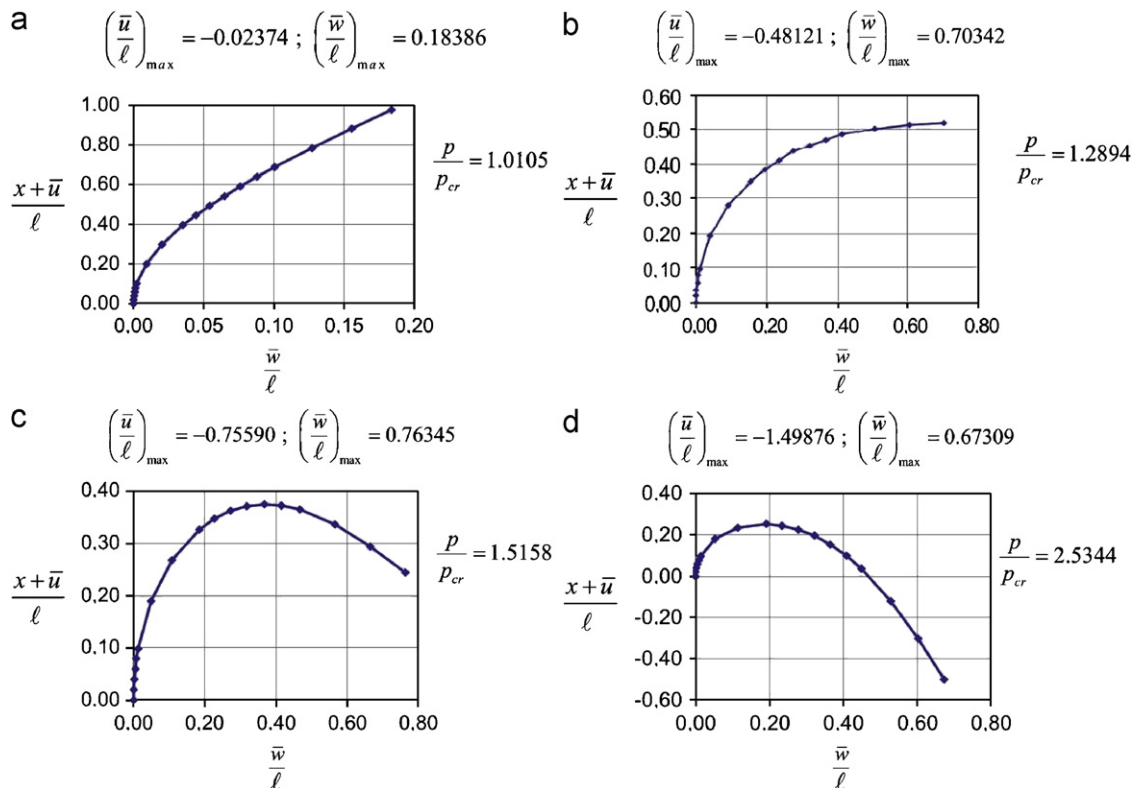 a
(u̅/ℓ)max = −0.02374 ; (w̅/ℓ)max = 0.18386
1.00
0.80
0.60
0.40
0.20
0.00
x + u̅
ℓ
p/pcr = 1.0105
0.00 0.05 0.10 0.15 0.20
w̅
ℓ
b
(u̅/ℓ)max = −0.48121 ; (w̅/ℓ)max = 0.70342
0.60
0.50
0.40
0.30
0.20
0.10
0.00
x + u̅
ℓ
p/pcr = 1.2894
0.00 0.20 0.40 0.60 0.80
w̅
ℓ
c
(u̅/ℓ)max = −0.75590 ; (w̅/ℓ)max = 0.76345
0.40
0.30
0.20
0.10
0.00
x + u̅
ℓ
p/pcr = 1.5158
0.00 0.20 0.40 0.60 0.80
w̅
ℓ
d
(u̅/ℓ)max = −1.49876 ; (w̅/ℓ)max = 0.67309
0.40
0.20
0.00
-0.20
-0.40
-0.60
x + u̅
ℓ
p/pcr = 2.5344
0.00 0.20 0.40 0.60 0.80
w̅
ℓ